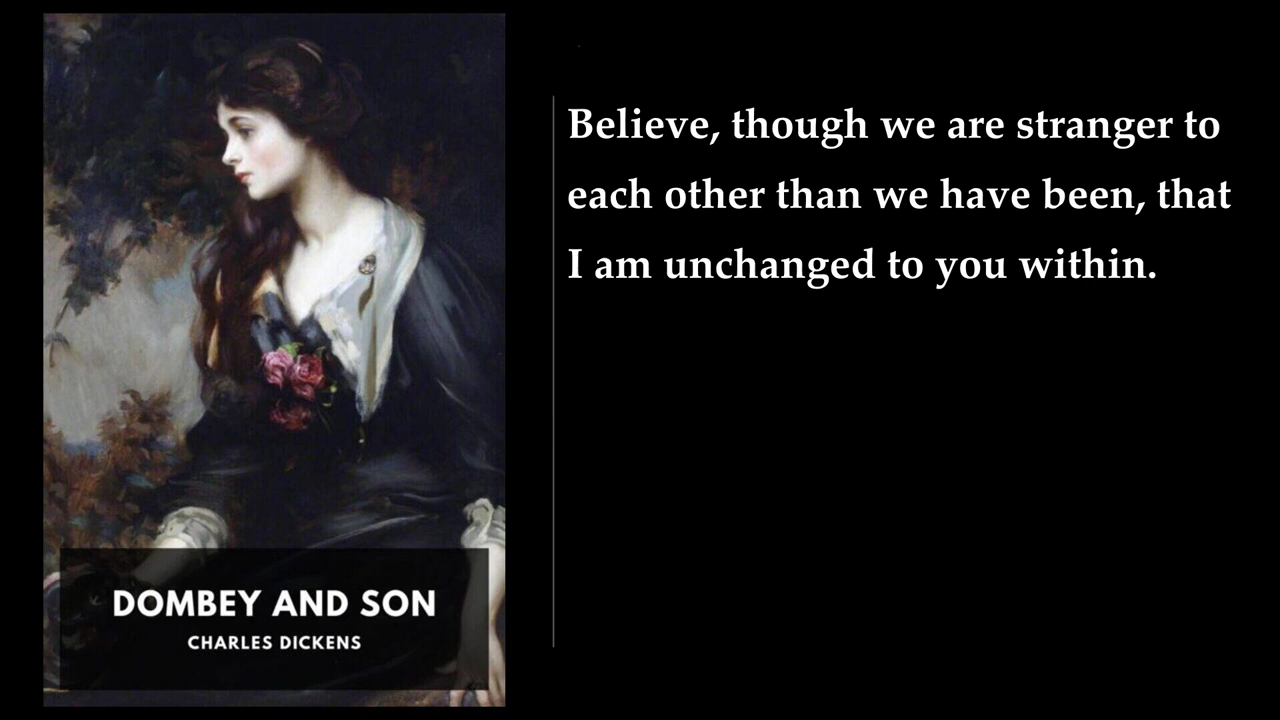 Believe, though we are stranger to
each other than we have been, that
I am unchanged to you within.
DOMBEY AND SON
CHARLES DICKENS